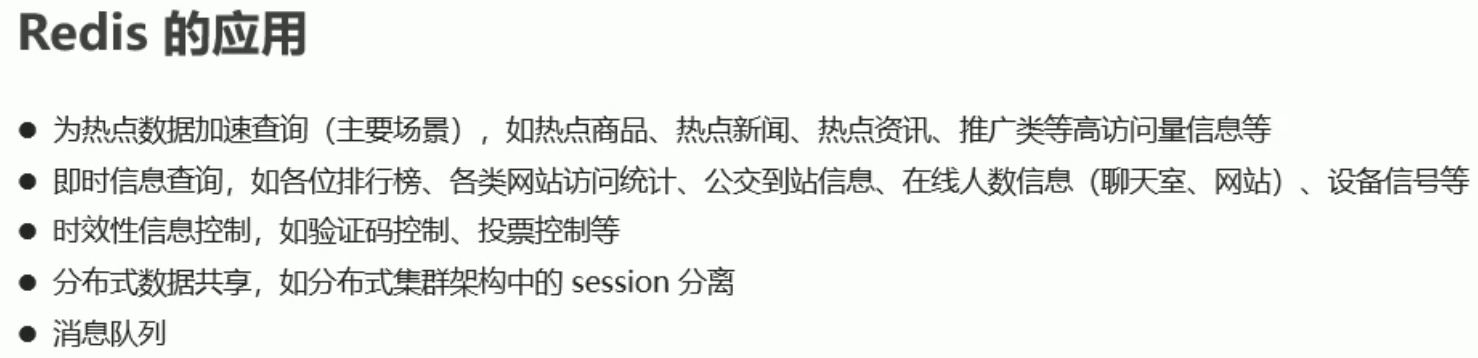 Redis 的应用
● 为热点数据加速查询（主要场景），如热点商品、热点新闻、热点资讯、推广类等高访问量信息等
● 即时信息查询，如各位排行榜、各类网站访问统计、公交到站信息、在线人数信息（聊天室、网站）、设备信号等
● 时效性信息控制，如验证码控制、投票控制等
● 分布式数据共享，如分布式集群架构中的 session 分离
● 消息队列